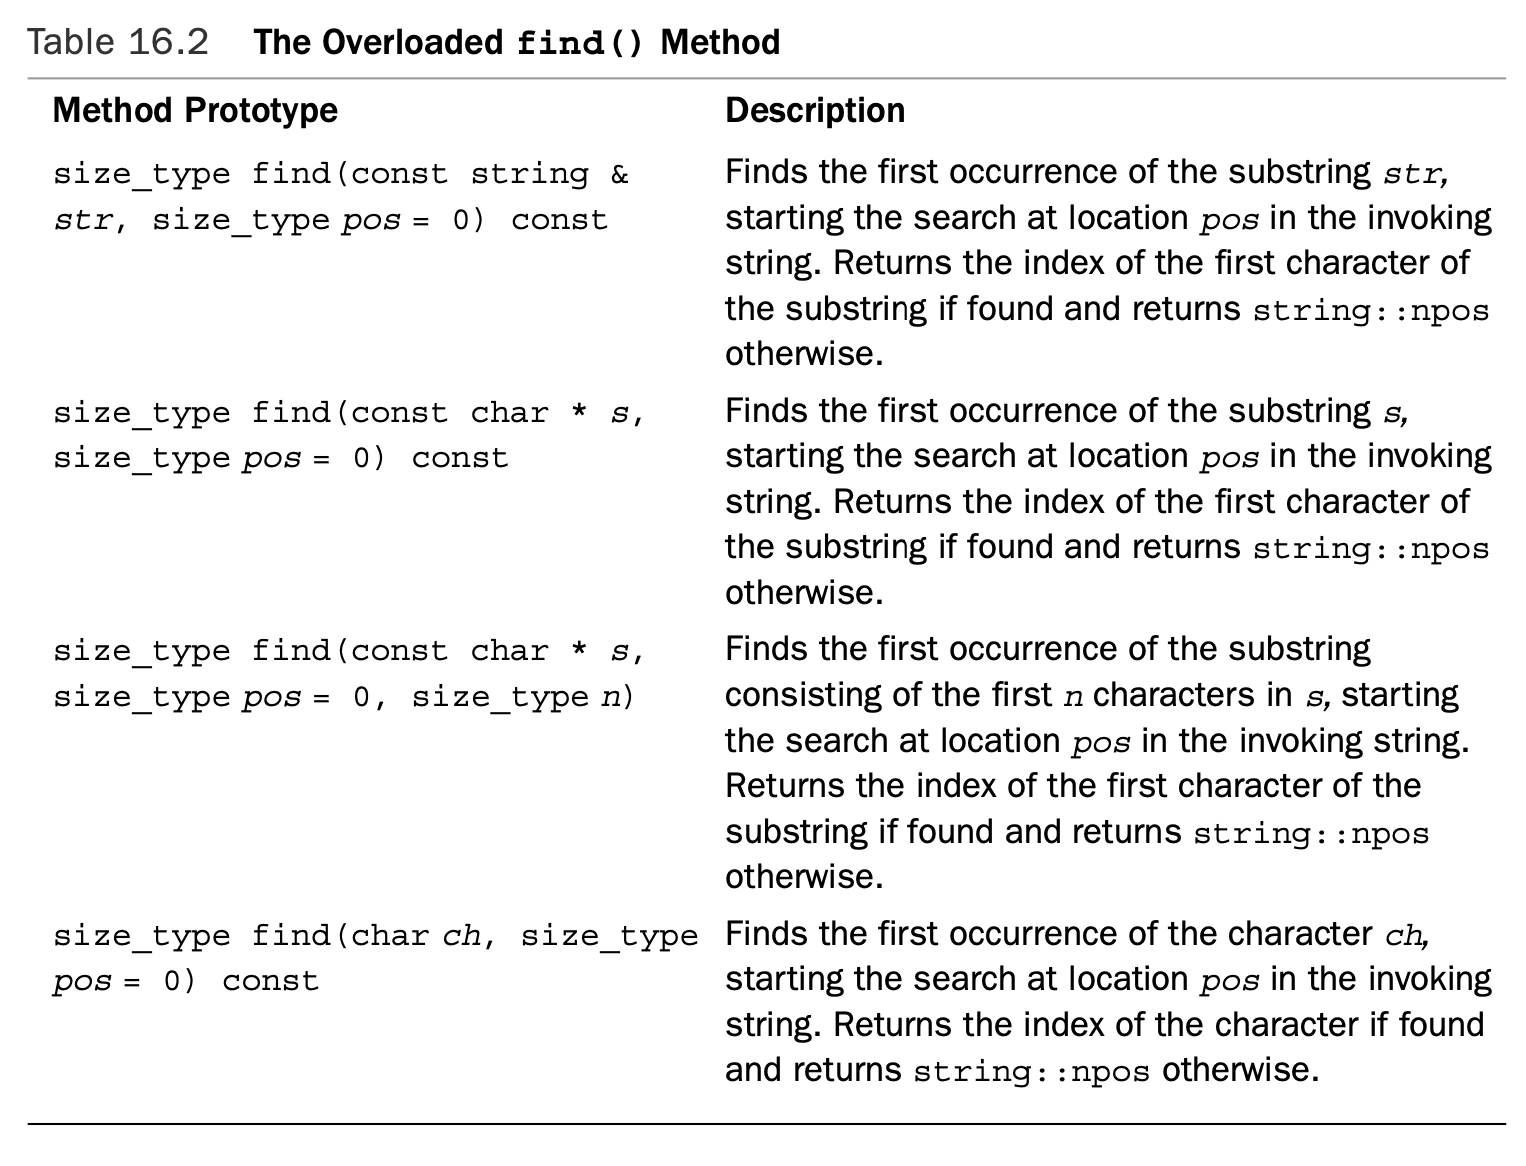 Table 16.2 The Overloaded find() Method
Method Prototype Description
size_type find(const string &
str, size_type pos = 0) const
Finds the first occurrence of the substring str,
starting the search at location pos in the invoking
string. Returns the index of the first character of
the substring if found and returns string::npos
otherwise.
size_type find(const char * s,
size_type pos = 0) const
Finds the first occurrence of the substring s,
starting the search at location pos in the invoking
string. Returns the index of the first character of
the substring if found and returns string::npos
otherwise.
size_type find(const char * s,
size_type pos = 0, size_type n)
Finds the first occurrence of the substring
consisting of the first n characters in s, starting
the search at location pos in the invoking string.
Returns the index of the first character of the
substring if found and returns string::npos
otherwise.
size_type find(char ch, size_type
pos = 0) const
Finds the first occurrence of the character ch,
starting the search at location pos in the invoking
string. Returns the index of the character if found
and returns string::npos otherwise.